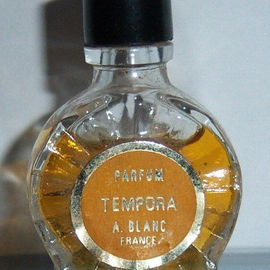 PARFUM
TEMPORA
A. BLANC
FRANCE